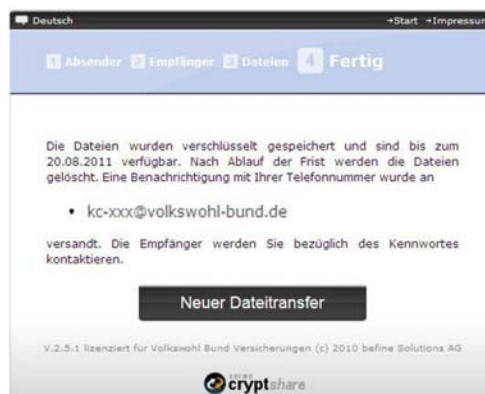 Deutsch →Start →Impressum
1 Absender 2 Empfänger 3 Dateien 4 Fertig
Die Dateien wurden verschlüsselt gespeichert und sind bis zum
20.08.2011 verfügbar. Nach Ablauf der Frist werden die Dateien
gelöscht. Eine Benachrichtigung mit Ihrer Telefonnummer wurde an
• kc-xxx@volkswohl-bund.de
versandt. Die Empfänger werden Sie bezüglich des Kennwortes
kontaktieren.
Neuer Dateitransfer
V.2.5.1 lizenziert für Volkswohl Bund Versicherungen (c) 2010 befine Solutions AG
cryptshare